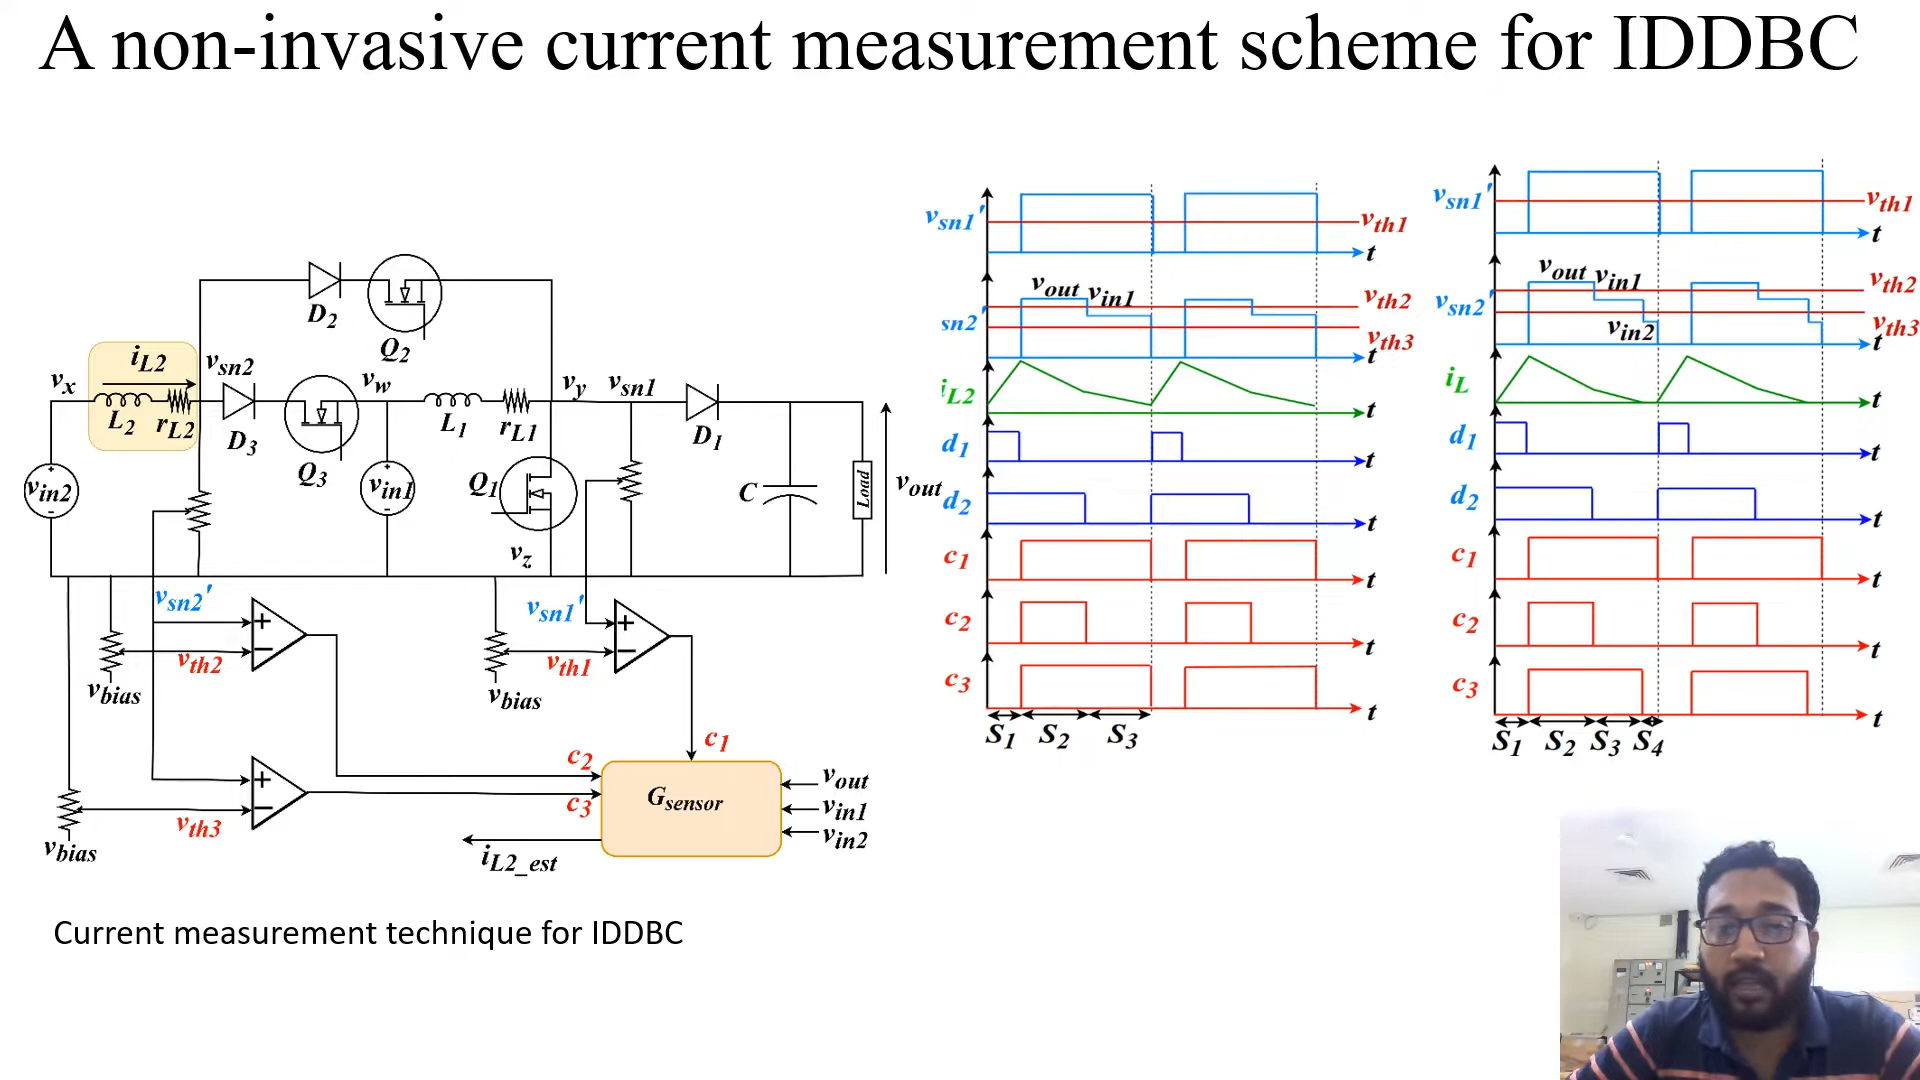 A non-invasive current measurement scheme for IDDBC
D2
Q2
iL2
vx
L2
rL2
vsn2
D3
Q3
vw
L1
rL1
vy
vsn1
D1
vin2
+
-
vin1
+
-
Q1
vz
C
Load
vout
vsn2'
vth2
vbias
+
−
vsn1'
vth1
vbias
+
−
vth3
vbias
+
−
c1
c2
c3
Gsensor
vout
vin1
vin2
iL2_est
Current measurement technique for IDDBC
vsn1'
vth1
t
vout
vin1
vth2
sn2'
vth3
t
iL2
t
d1
t
d2
t
c1
t
c2
t
c3
t
S1
S2
S3
vsn1'
vth1
t
vout
vin1
vth2
vsn2'
vin2
vth3
t
iL
t
d1
t
d2
t
c1
t
c2
t
c3
t
S1
S2
S3
S4